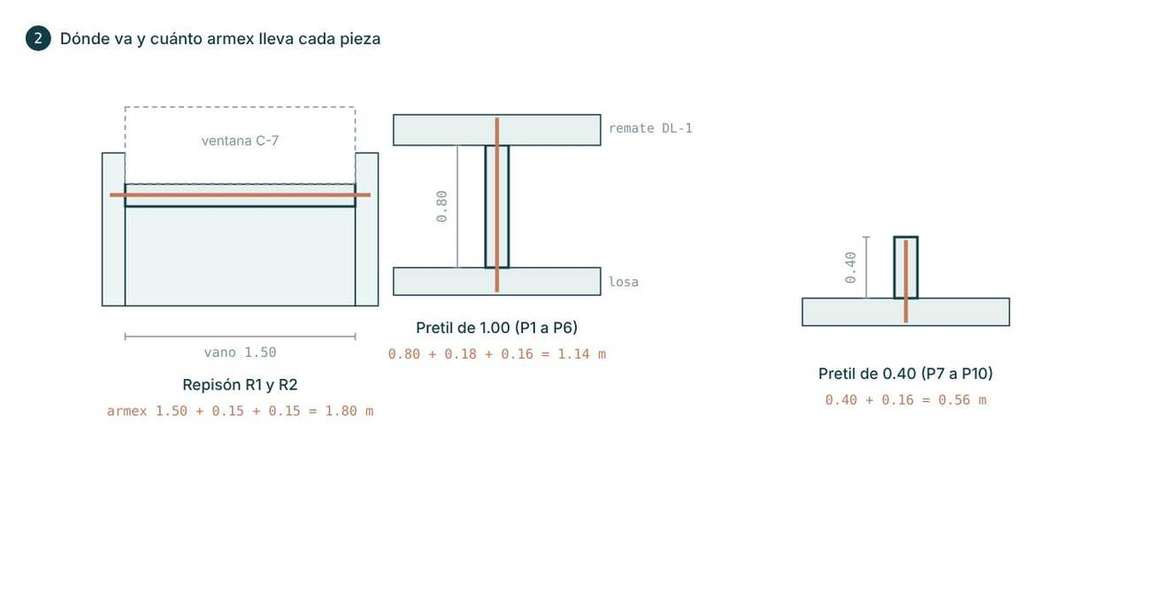 2 Dónde va y cuánto armex lleva cada pieza
ventana C-7
vano 1.50
Repisón R1 y R2
armex 1.50 + 0.15 + 0.15 = 1.80 m
remate DL-1
0.80
losa
Pretil de 1.00 (P1 a P6)
0.80 + 0.18 + 0.16 = 1.14 m
0.40
Pretil de 0.40 (P7 a P10)
0.40 + 0.16 = 0.56 m